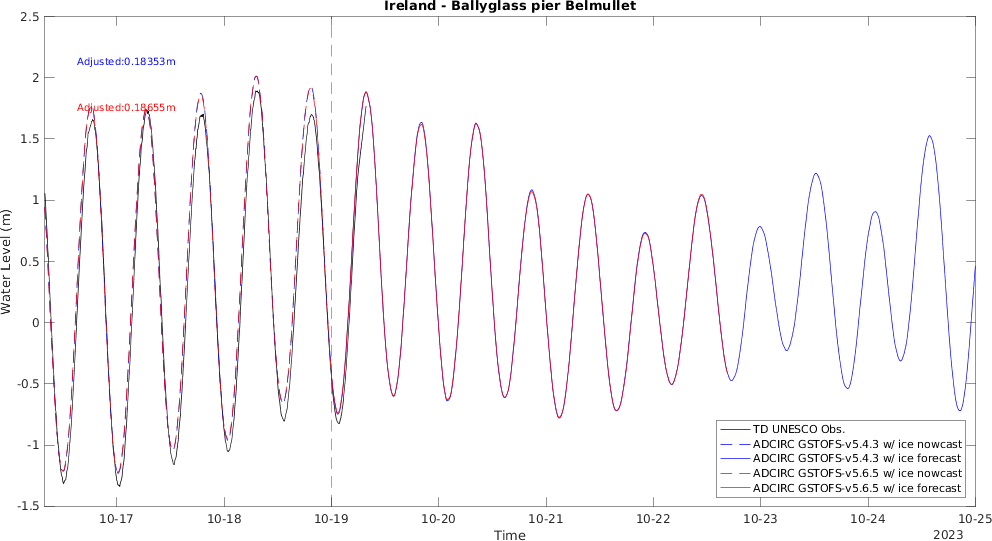 Ireland - Ballyglass pier Belmullet
2.5
2
1.5
1
0.5
0
-0.5
-1
-1.5
Water Level (m)
Adjusted:0.18353m
Adjusted:0.18655m
TD UNESCO Obs.
ADCIRC GSTOFS-v5.4.3 w/ ice nowcast
ADCIRC GSTOFS-v5.4.3 w/ ice forecast
ADCIRC GSTOFS-v5.6.5 w/ ice nowcast
ADCIRC GSTOFS-v5.6.5 w/ ice forecast
10-17 10-18 10-19 10-20 10-21 10-22 10-23 10-24 10-25
Time
2023